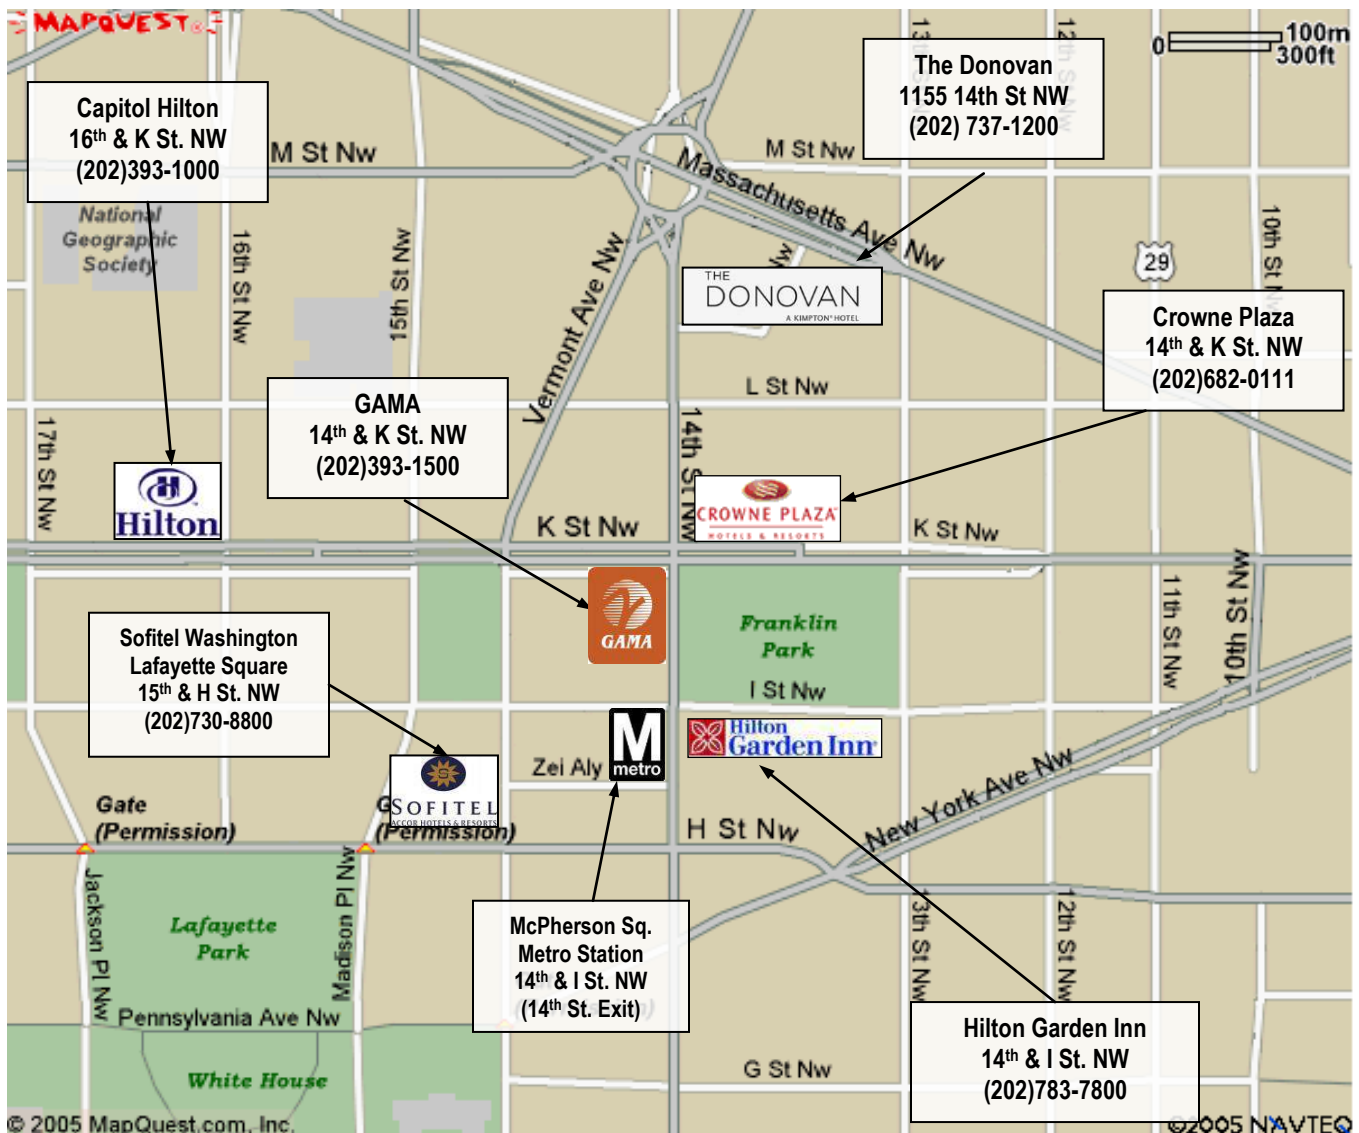 MAPQUEST
13th St Nw
12th St Nw
0
100m
300ft
The Donovan
1155 14th St NW
(202) 737-1200
Capitol Hilton
16th & K St. NW
(202)393-1000
M St Nw
M St Nw
Massachusetts Ave Nw
National
Geographic
Society
16th St Nw
15th St Nw
Vermont Ave Nw
Nw
29
10th St Nw
THE
DONOVAN
A KIMPTON HOTEL
Crowne Plaza
14th & K St. NW
(202)682-0111
GAMA
14th & K St. NW
(202)393-1500
L St Nw
17th St Nw
14th St Nw
Hilton
CROWNE PLAZA
HOTELS & RESORTS
K St Nw
K St Nw
GAMA
Franklin
Park
11th St Nw
10th St Nw
Sofitel Washington
Lafayette Square
15th & H St. NW
(202)730-8800
I St Nw
M
metro
Hilton
Garden Inn
Zei Aly
SOFITEL
ACCOR HOTELS & RESORTS
Gate
(Permission)
G
(Permission)
H St Nw
New York Ave Nw
Jackson Pl Nw
Madison Pl Nw
Lafayette
Park
McPherson Sq.
Metro Station
14th & I St. NW
(14th St. Exit)
13th St Nw
12th St Nw
Pennsylvania Ave Nw
Hilton Garden Inn
14th & I St. NW
(202)783-7800
White House
G St Nw
© 2005 MapQuest.com, Inc.
©2005 NAVTEQ